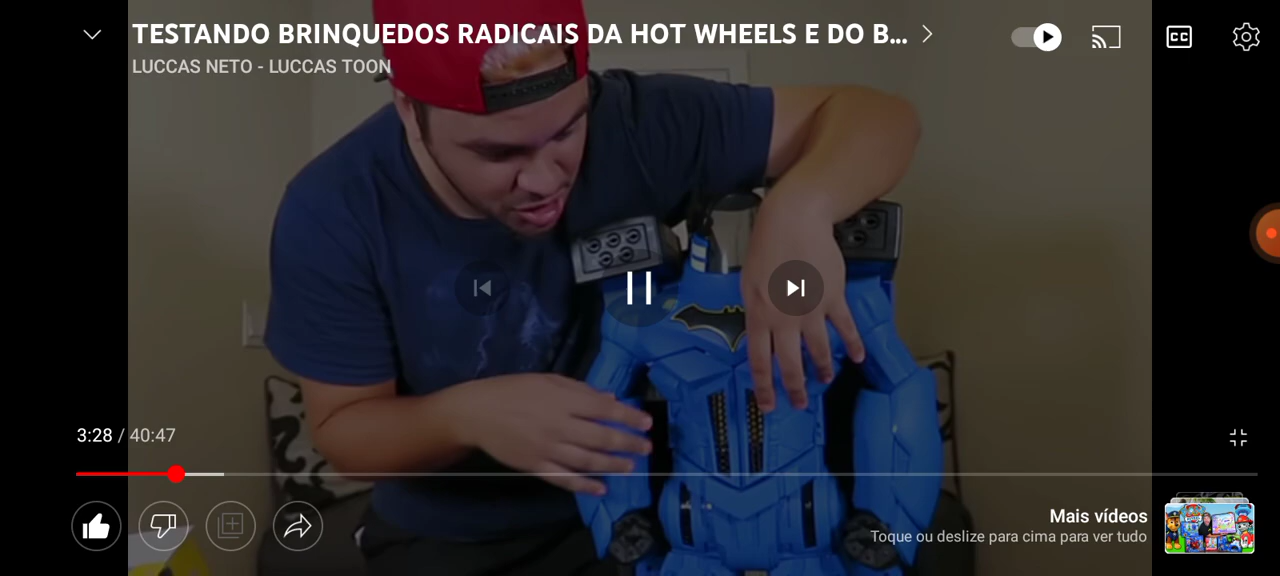 TESTANDO BRINQUEDOS RADICAIS DA HOT WHEELS E DO B...
LUCCAS NETO - LUCCAS TOON
CC
3:28 / 40:47
Mais vídeos
Toque ou deslize para cima para ver tudo